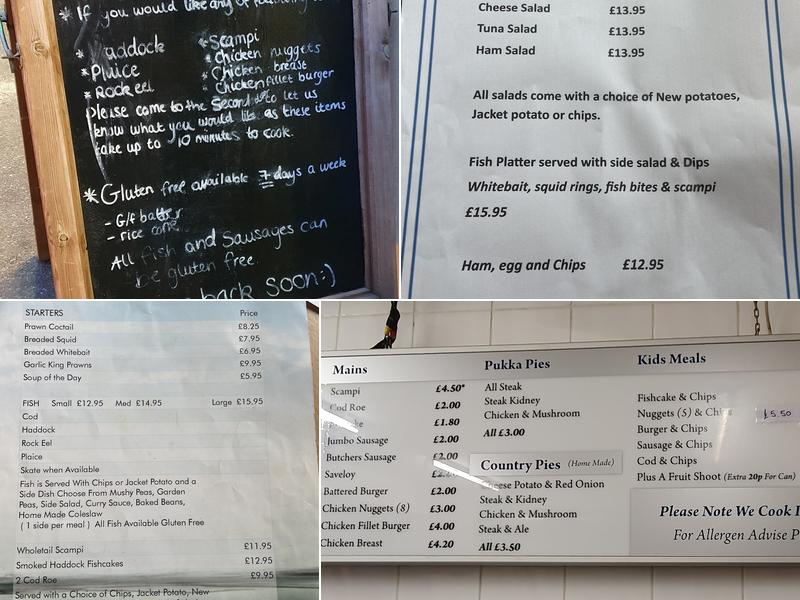 * If you would like any of
* Haddock
* Plaice
* Rock eel
* Scampi
* Chicken nuggets
* Chicken breast
* Chicken fillet burger
Please come to the Second to let us
know what you would like as these items
take up to 10 minutes to cook.
* Gluten free available 7 days a week
- G/f batter
- rice cone
All fish and Sausages can
be gluten free.
back soon:)
Cheese Salad £13.95
Tuna Salad £13.95
Ham Salad £13.95
All salads come with a choice of New potatoes,
Jacket potato or chips.
Fish Platter served with side salad & Dips
Whitebait, squid rings, fish bites & scampi
£15.95
Ham, egg and Chips £12.95
STARTERS Price
Prawn Coctail £8.25
Breaded Squid £7.95
Breaded Whitebait £6.95
Garlic King Prawns £9.95
Soup of the Day £5.95
FISH Small £12.95 Med £14.95 Large £15.95
Cod
Haddock
Rock Eel
Plaice
Skate when Available
Fish is Served With Chips or Jacket Potato and a
Side Dish Choose From Mushy Peas, Garden
Peas, Side Salad, Curry Sauce, Baked Beans,
Home Made Coleslaw
( 1 side per meal ) All Fish Available Gluten Free
Wholetail Scampi £11.95
Smoked Haddock Fishcakes £12.95
2 Cod Roe £9.95
Served with a Choice of Chips, Jacket Potato, New
Mains
Scampi £4.50*
Cod Roe £2.00
£1.80
Jumbo Sausage £2.00
Butchers Sausage £2.00
Saveloy
Battered Burger £2.00
Chicken Nuggets (8) £3.00
Chicken Fillet Burger £4.00
Chicken Breast £4.20
Pukka Pies
All Steak
Steak Kidney
Chicken & Mushroom
All £3.00
Country Pies (Home Made)
Cheese Potato & Red Onion
Steak & Kidney
Chicken & Mushroom
Steak & Ale
All £3.50
Kids Meals
Fishcake & Chips
Nuggets (5) & Chips £5.50
Burger & Chips
Sausage & Chips
Cod & Chips
Plus A Fruit Shoot (Extra 20p For Can)
Please Note We Cook
For Allergen Advise